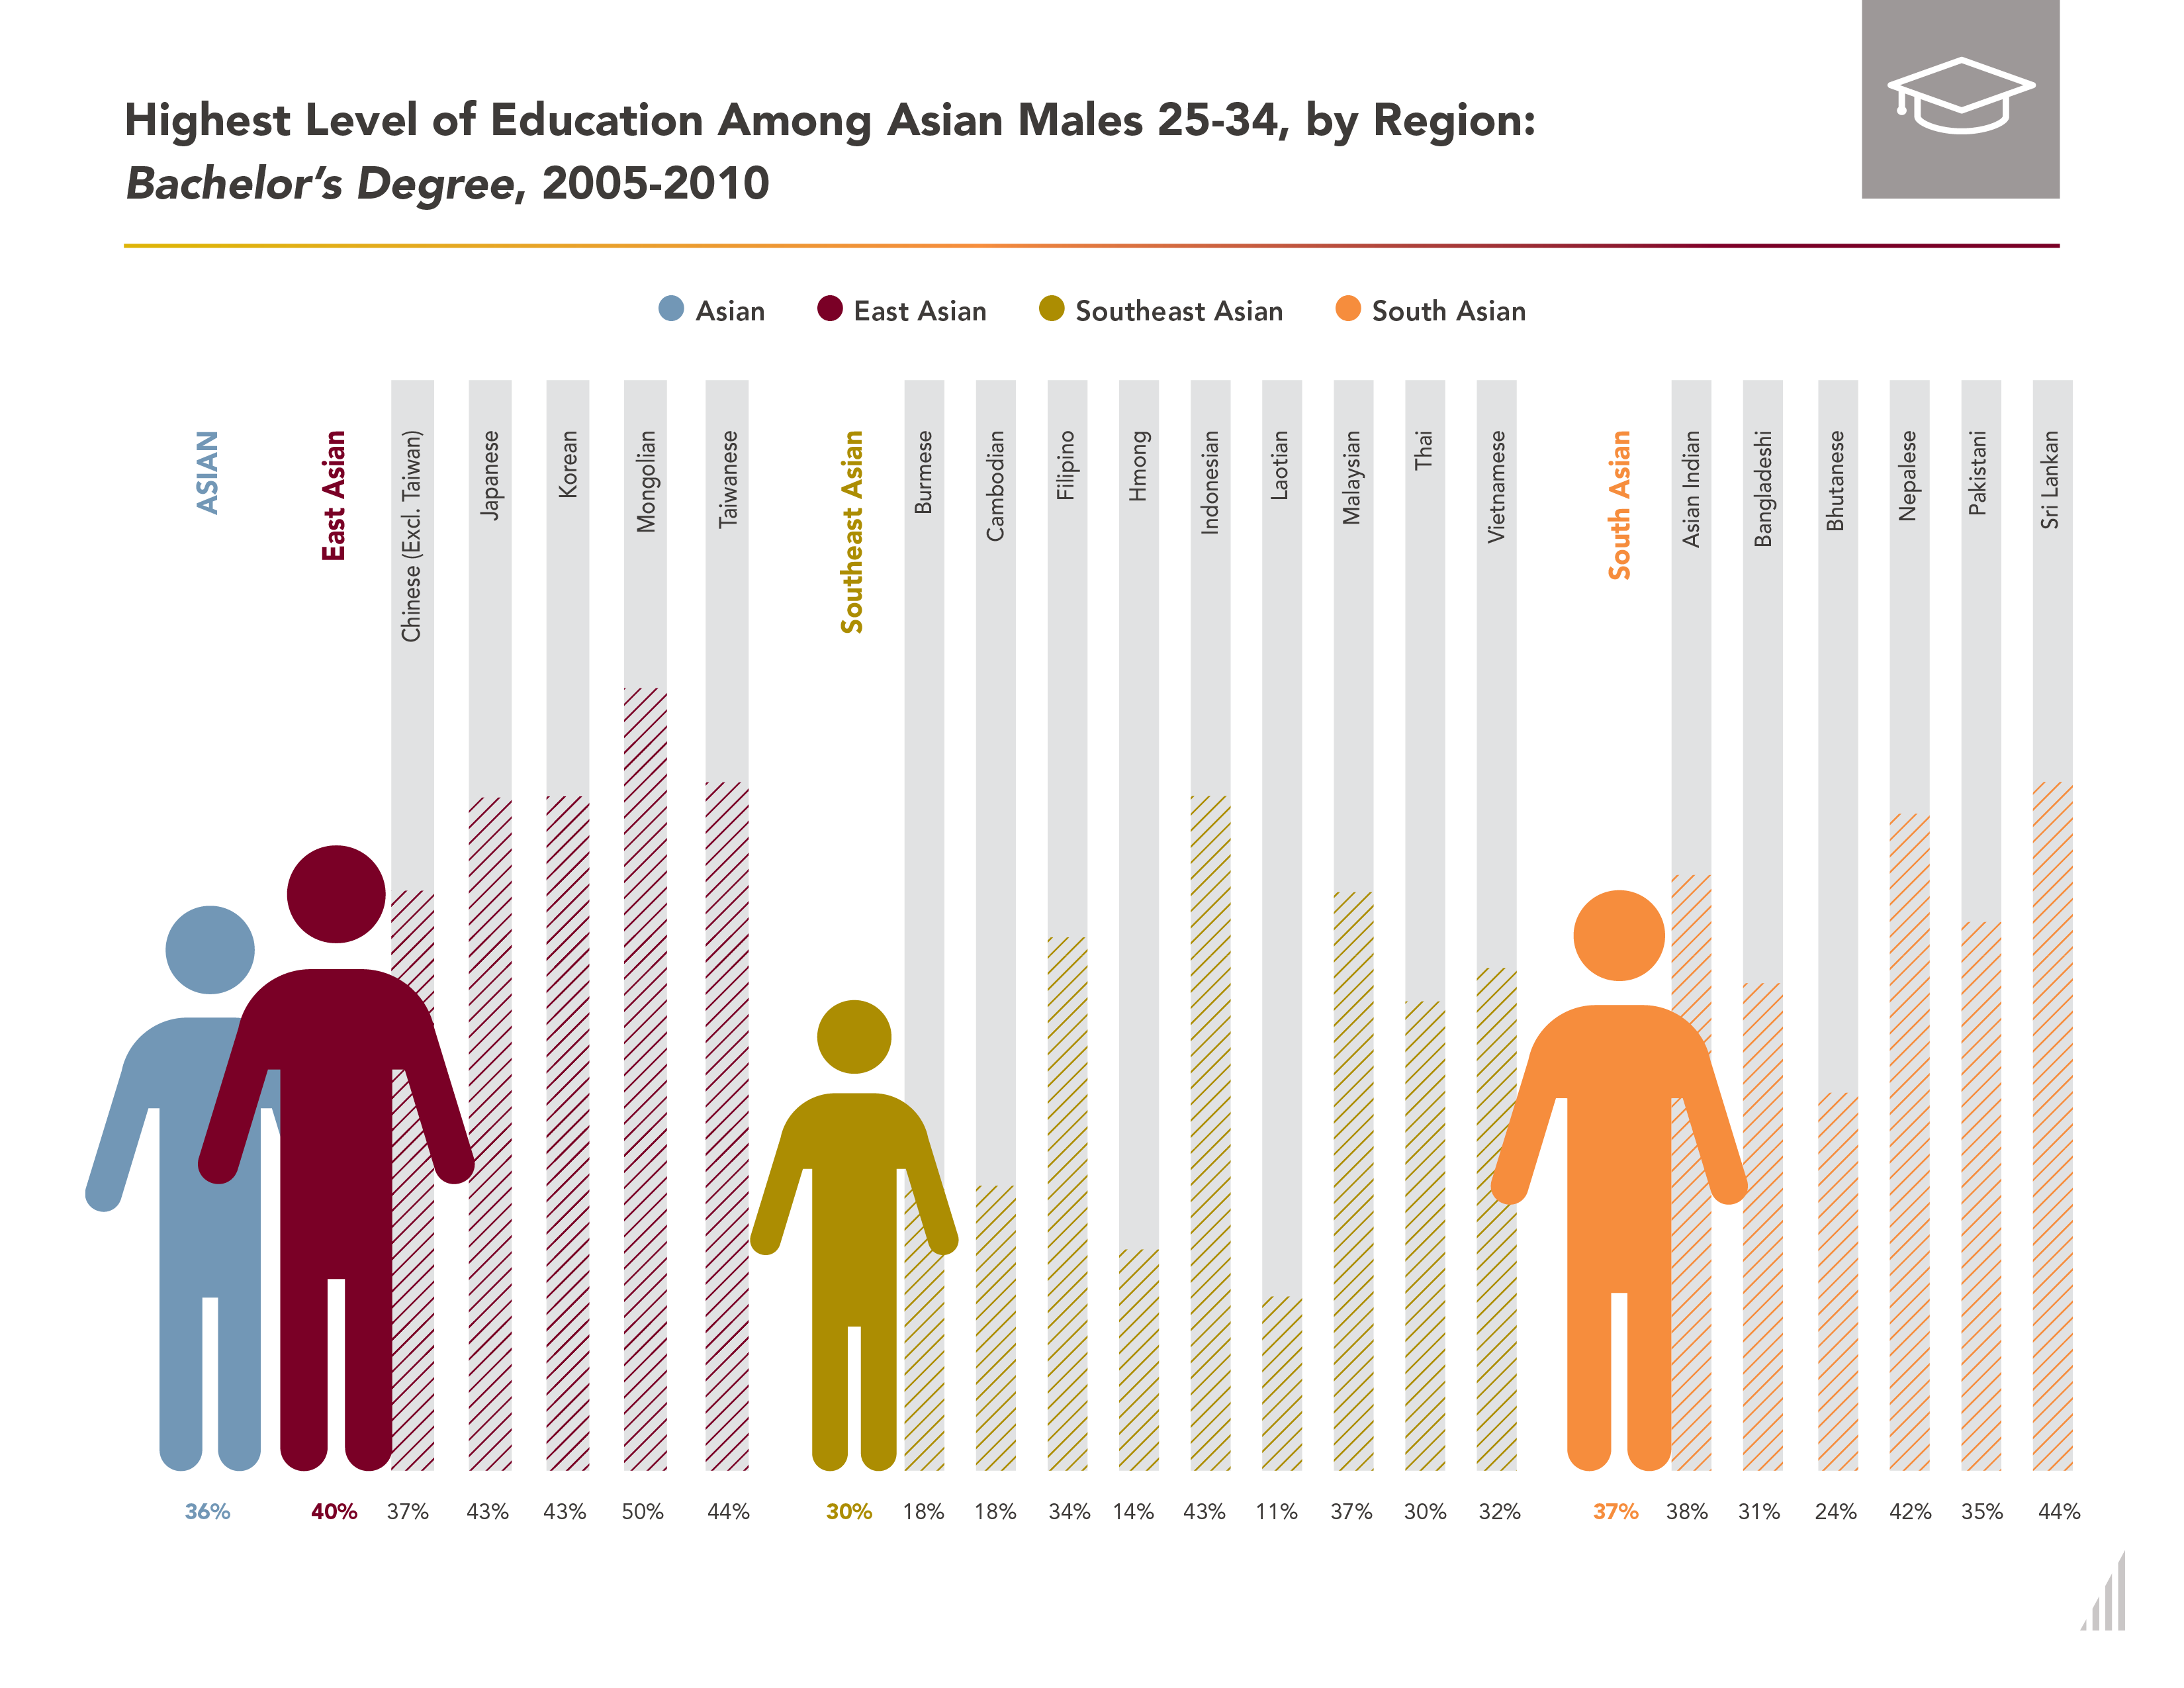 Highest Level of Education Among Asian Males 25-34, by Region:
Bachelor’s Degree, 2005-2010
Asian
East Asian
Southeast Asian
South Asian
ASIAN
East Asian
Chinese (Excl. Taiwan)
Japanese
Korean
Mongolian
Taiwanese
Southeast Asian
Burmese
Cambodian
Filipino
Hmong
Indonesian
Laotian
Malaysian
Thai
Vietnamese
South Asian
Asian Indian
Bangladeshi
Bhutanese
Nepalese
Pakistani
Sri Lankan
36%
40%
37%
43%
43%
50%
44%
30%
18%
18%
34%
14%
43%
11%
37%
30%
32%
37%
38%
31%
24%
42%
35%
44%